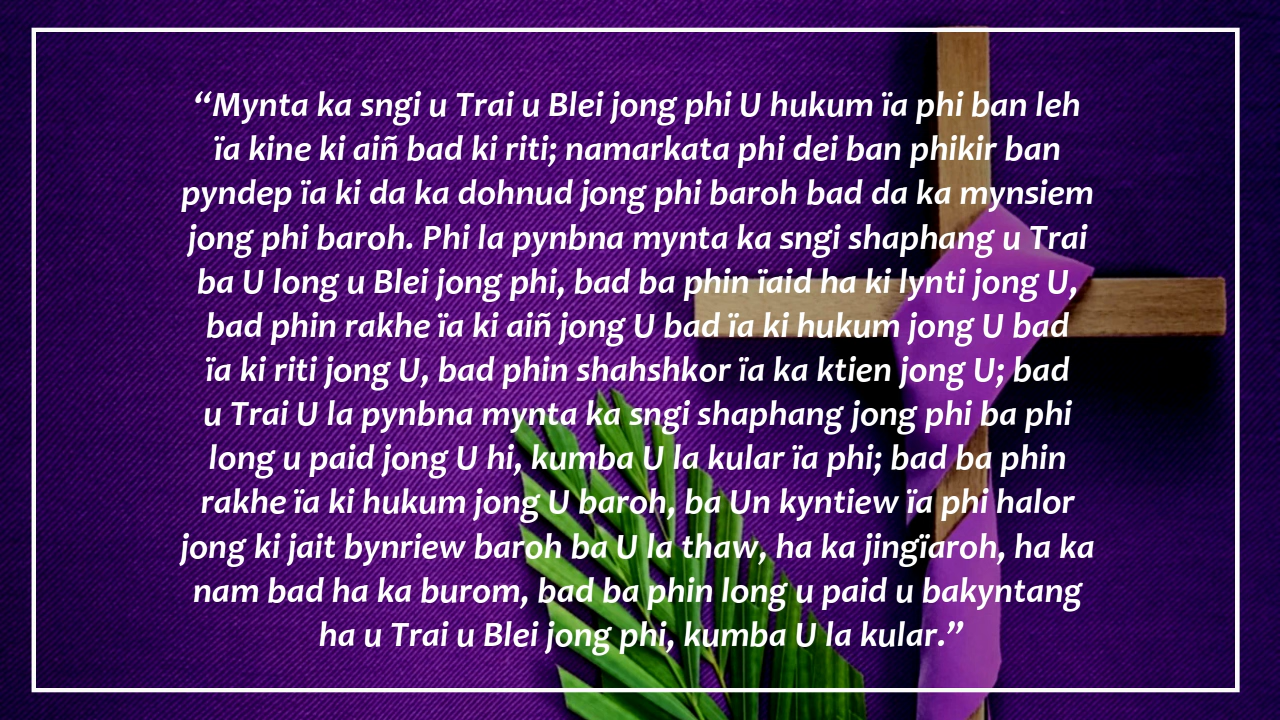 “Mynta ka sngi u Trai u Blei jong phi U hukum ïa phi ban leh
ïa kine ki aiñ bad ki riti; namarkata phi dei ban phikir ban
pyndep ïa ki da ka dohnud jong phi baroh bad da ka mynsiem
jong phi baroh. Phi la pynbna mynta ka sngi shaphang u Trai
ba U long u Blei jong phi, bad ba phin ïaid ha ki lynti jong U,
bad phin rakhe ïa ki aiñ jong U bad ïa ki hukum jong U bad
ïa ki riti jong U, bad phin shahshkor ïa ka ktien jong U; bad
u Trai U la pynbna mynta ka sngi shaphang jong phi ba phi
long u paid jong U hi, kumba U la kular ïa phi; bad ba phin
rakhe ïa ki hukum jong U baroh, ba Un kyntiew ïa phi halor
jong ki jait bynriew baroh ba U la thaw, ha ka jingïaroh, ha ka
nam bad ha ka burom, bad ba phin long u paid u bakyntang
ha u Trai u Blei jong phi, kumba U la kular.”